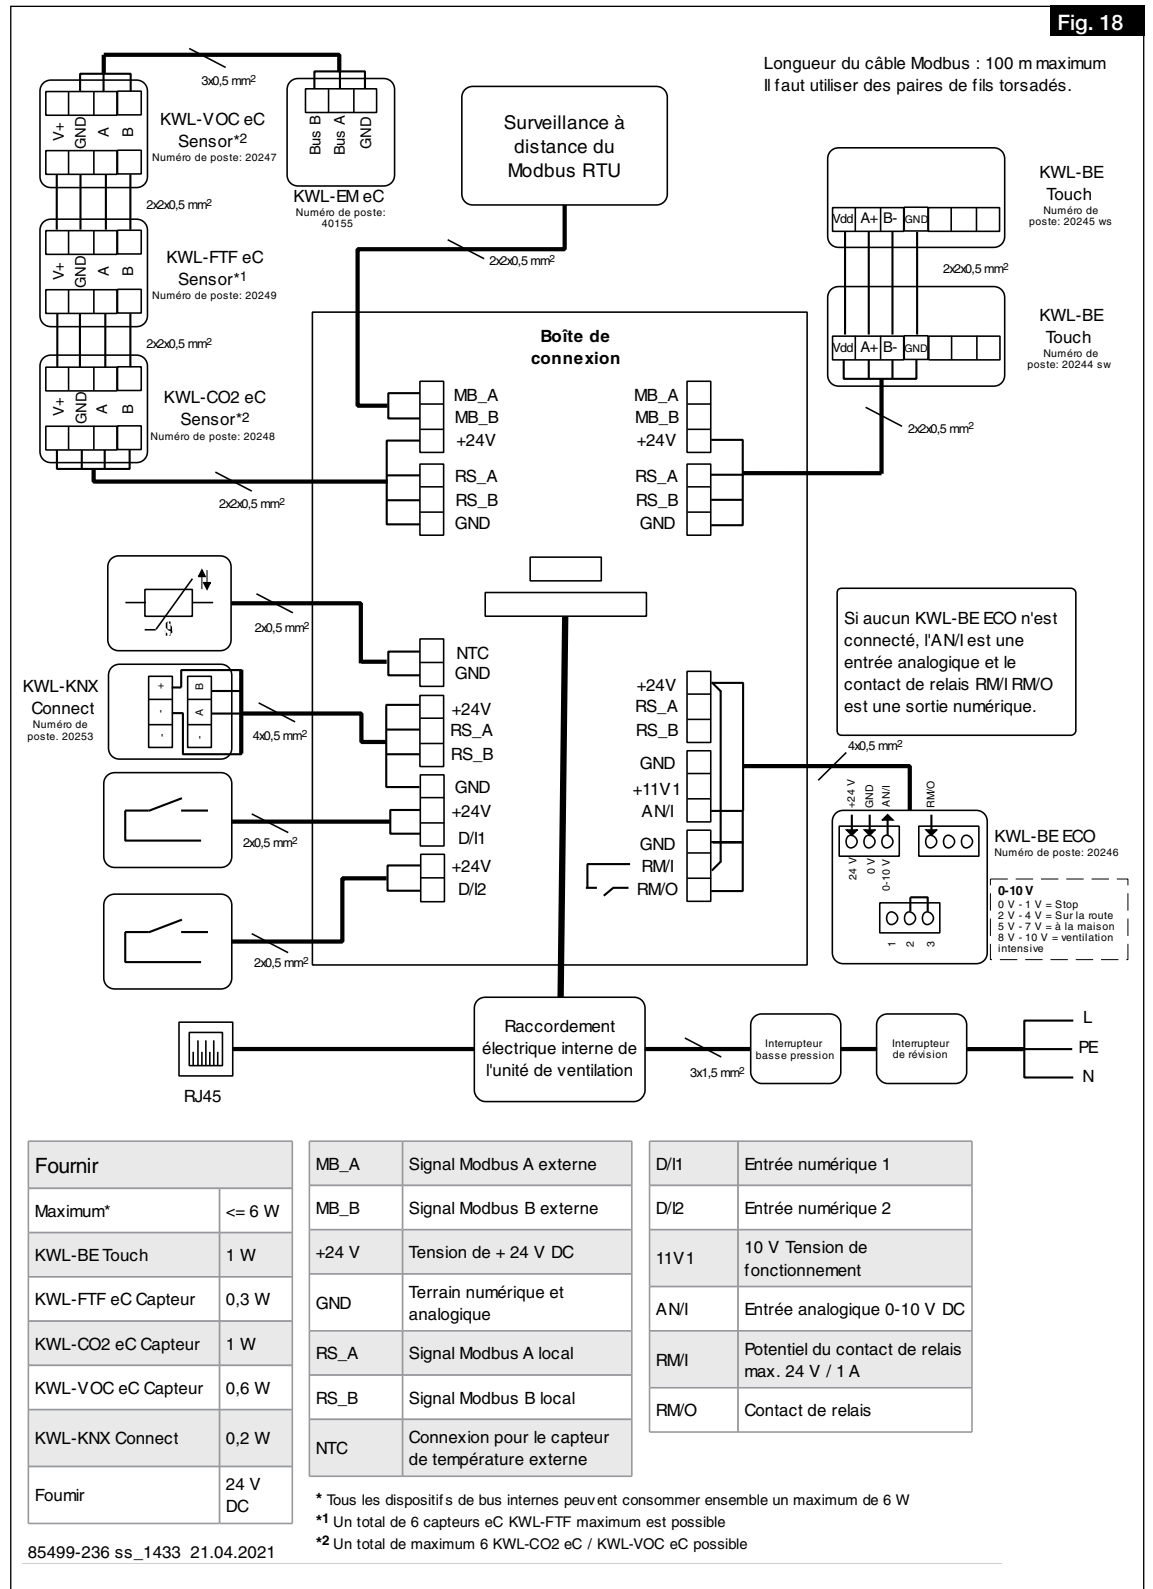 Fig. 18
Longueur du câble Modbus : 100 m maximum
Il faut utiliser des paires de fils torsadés.
3x0,5 mm²
V+
GND
A
B
KWL-VOC eC
Sensor*2
Numéro de poste: 20247
2x2x0,5 mm²
V+
GND
A
B
KWL-FTF eC
Sensor*1
Numéro de poste: 20249
2x2x0,5 mm²
V+
GND
A
B
KWL-CO2 eC
Sensor*2
Numéro de poste: 20248
2x2x0,5 mm²
Bus B
Bus A
GND
KWL-EM eC
Numéro de poste:
40155
Surveillance à
distance du
Modbus RTU
2x2x0,5 mm²
Vdd
A+
B-
GND
KWL-BE
Touch
Numéro de
poste: 20245 ws
2x2x0,5 mm²
Vdd
A+
B-
GND
KWL-BE
Touch
Numéro de
poste: 20244 sw
2x2x0,5 mm²
Boîte de
connexion
MB_A
MB_B
+24V
RS_A
RS_B
GND
MB_A
MB_B
+24V
RS_A
RS_B
GND
ϑ
2x0,5 mm²
NTC
GND
KWL-KNX
Connect
Numéro de
poste. 20253
+
-
-
B
A
-
4x0,5 mm²
+24V
RS_A
RS_B
GND
+24V
D/I1
2x0,5 mm²
+24V
D/I2
2x0,5 mm²
+24V
RS_A
RS_B
GND
+11V1
AN/I
GND
RM/I
RM/O
Si aucun KWL-BE ECO n'est
connecté, l'AN/I est une
entrée analogique et le
contact de relais RM/I RM/O
est une sortie numérique.
4x0,5 mm²
+24 V
GND
AN/I
RM/O
24 V
0 V
0-10 V
1
2
3
KWL-BE ECO
Numéro de poste: 20246
0-10 V
0 V - 1 V = Stop
2 V - 4 V = Sur la route
5 V - 7 V = à la maison
8 V - 10 V = ventilation
intensive
RJ45
Raccordement
électrique interne de
l'unité de ventilation
3x1,5 mm²
Interrupteur
basse pression
Interrupteur
de révision
L
PE
N
Fournir
Maximum* <= 6 W
KWL-BE Touch 1 W
KWL-FTF eC Capteur 0,3 W
KWL-CO2 eC Capteur 1 W
KWL-VOC eC Capteur 0,6 W
KWL-KNX Connect 0,2 W
Fournir 24 V
DC
MB_A Signal Modbus A externe
MB_B Signal Modbus B externe
+24 V Tension de + 24 V DC
GND Terrain numérique et
analogique
RS_A Signal Modbus A local
RS_B Signal Modbus B local
NTC Connexion pour le capteur
de température externe
D/I1 Entrée numérique 1
D/I2 Entrée numérique 2
11V1 10 V Tension de
fonctionnement
AN/I Entrée analogique 0-10 V DC
RM/I Potentiel du contact de relais
max. 24 V / 1 A
RM/O Contact de relais
* Tous les dispositifs de bus internes peuvent consommer ensemble un maximum de 6 W
*1 Un total de 6 capteurs eC KWL-FTF maximum est possible
*2 Un total de maximum 6 KWL-CO2 eC / KWL-VOC eC possible
85499-236 ss_1433 21.04.2021